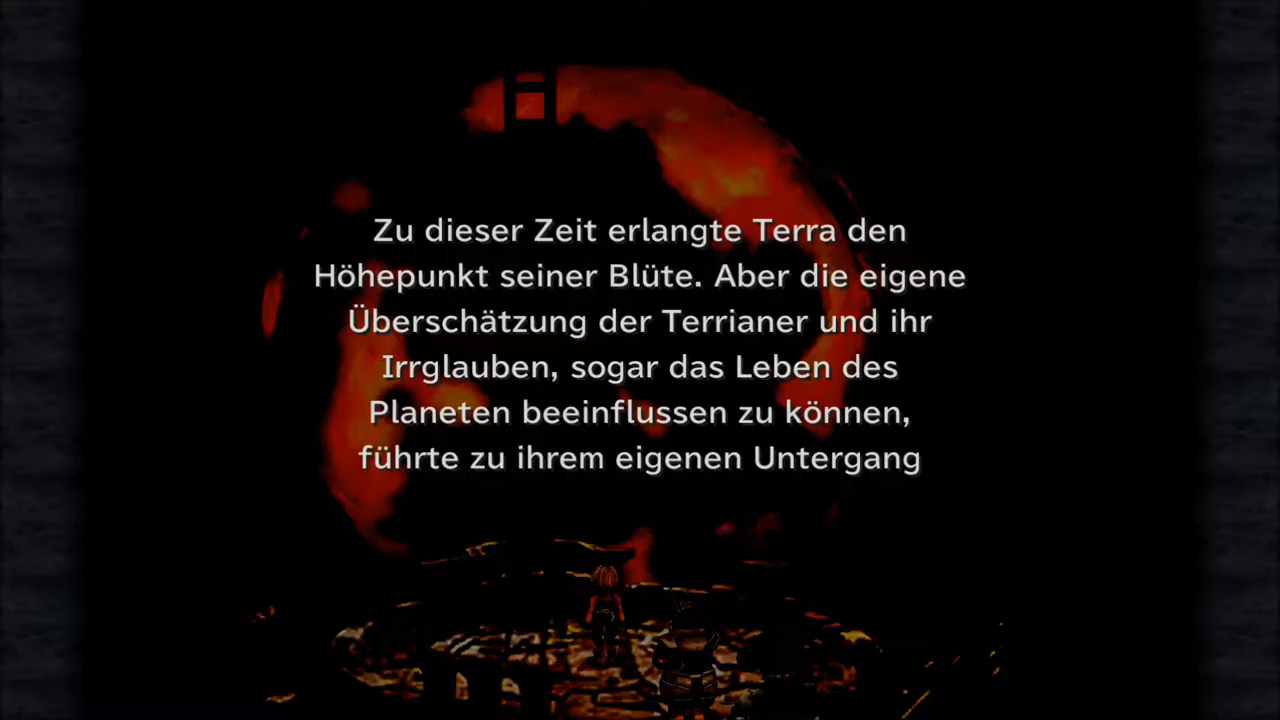 Zu dieser Zeit erlangte Terra den
Höhepunkt seiner Blüte. Aber die eigene
Überschätzung der Terrianer und ihr
Irrglauben, sogar das Leben des
Planeten beeinflussen zu können,
führte zu ihrem eigenen Untergang